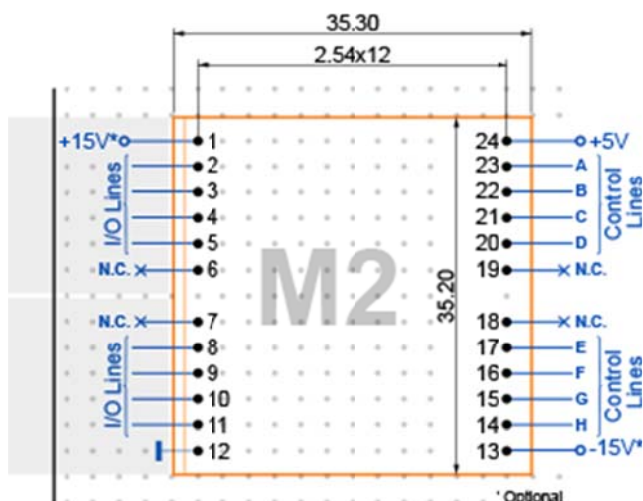 35.30
2.54x12
+15V* 1 24 +5V
2 23 A
3 22 B
4 21 C
5 20 D
I/O Lines
Control Lines
N.C. 6 19 N.C.
M2
35.20
N.C. 7 18 N.C.
8 17 E
9 16 F
10 15 G
11 14 H
I/O Lines
Control Lines
12 13 -15V*
* Optional